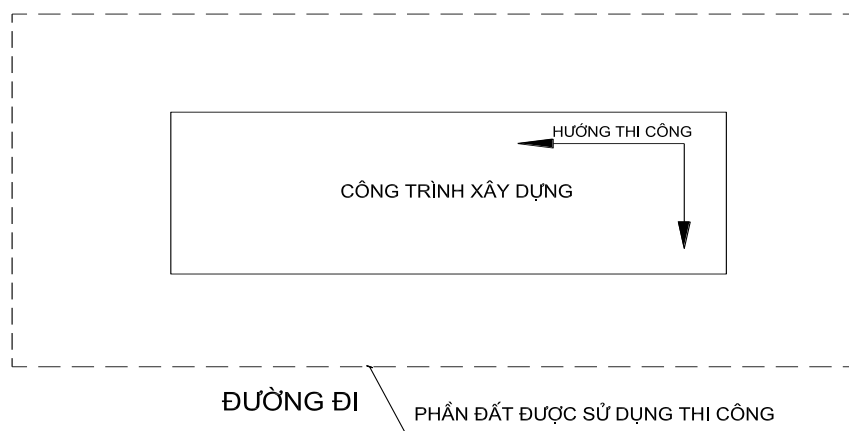 HƯỚNG THI CÔNG
CÔNG TRÌNH XÂY DỰNG
ĐƯỜNG ĐI
PHẦN ĐẤT ĐƯỢC SỬ DỤNG THI CÔNG